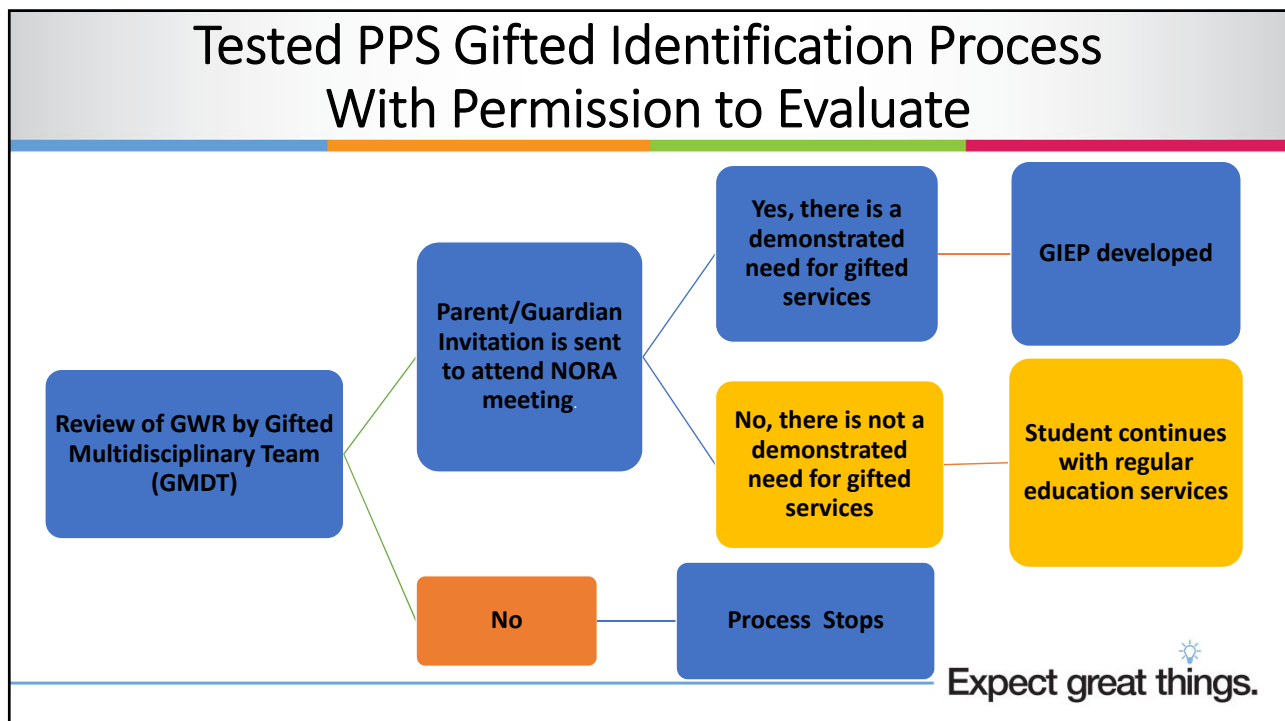 Tested PPS Gifted Identification Process
With Permission to Evaluate
Review of GWR by Gifted
Multidisciplinary Team
(GMDT)
Parent/Guardian
Invitation is sent
to attend NORA
meeting.
Yes, there is a
demonstrated
need for gifted
services
GIEP developed
No, there is not a
demonstrated
need for gifted
services
Student continues
with regular
education services
No
Process  Stops
Expect great things.